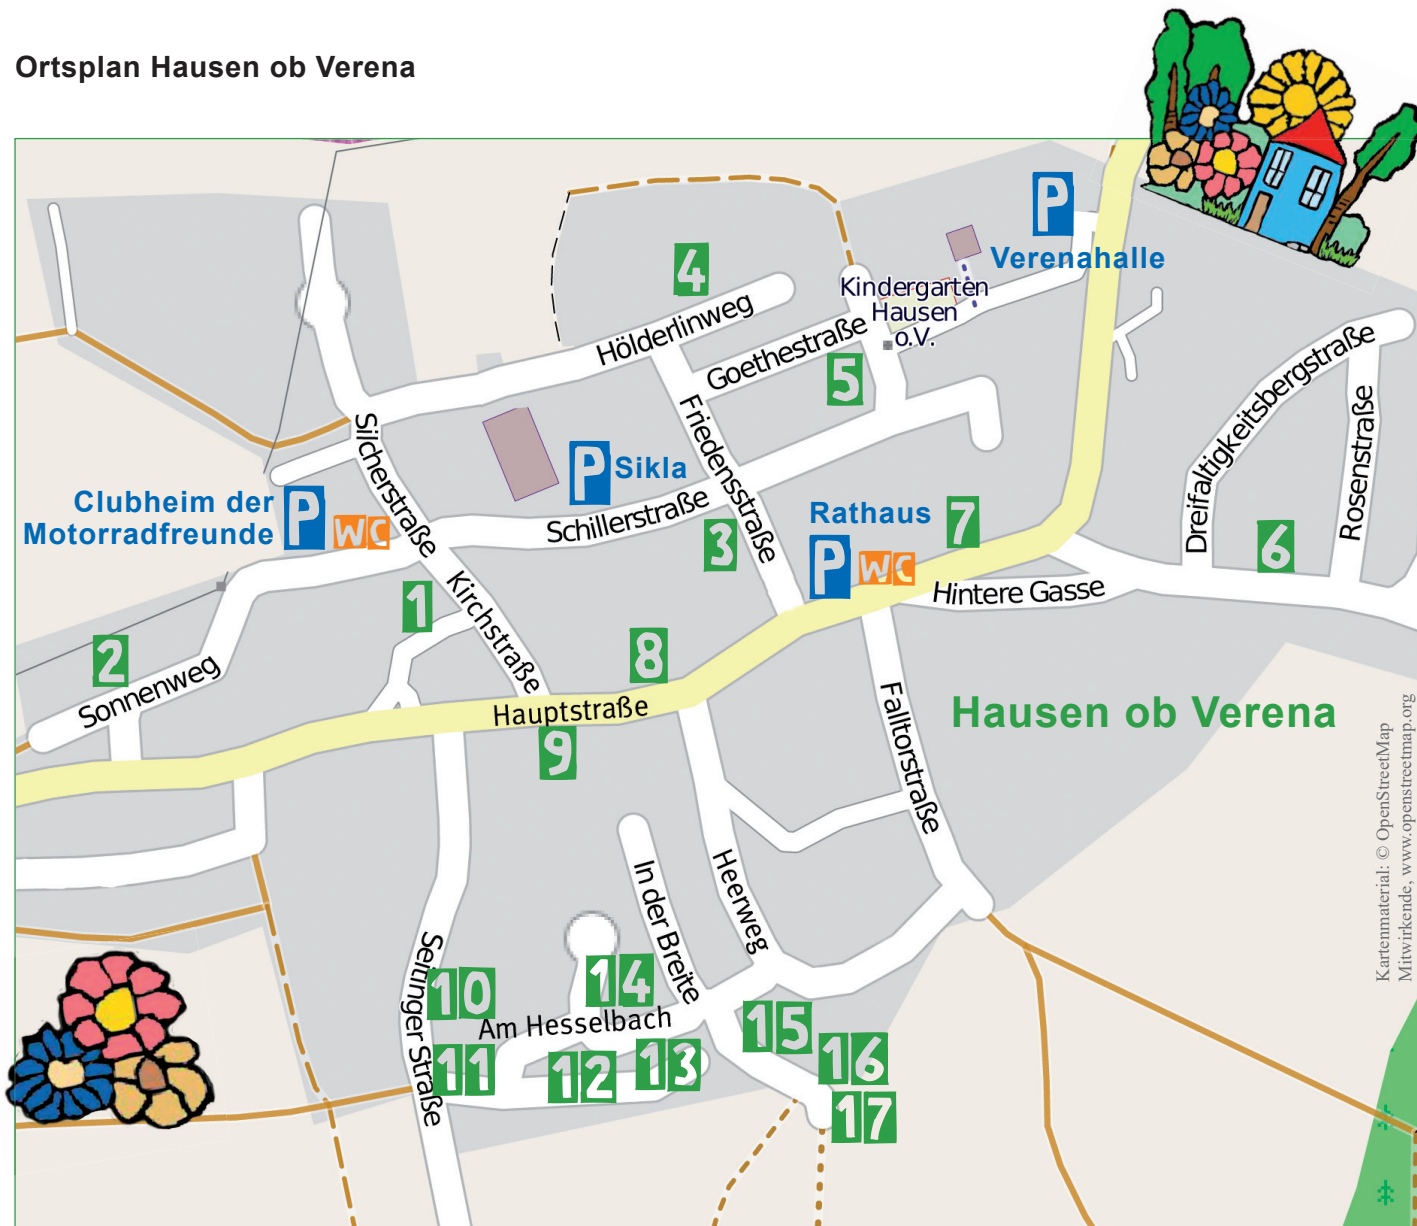 Ortsplan Hausen ob Verena
P
Verenahalle
4
Kindergarten
Hausen
o.V.
Hölderlinweg
Goethestraße
5
Silcherstraße
Friedensstraße
Dreifaltigkeitsbergstraße
Rosenstraße
P Sikla
Clubheim der
Motorradfreunde
P WC
Schillerstraße
3
Rathaus
P WC
7
6
Hintere Gasse
1
Kirchstraße
2
Sonnenweg
8
Hauptstraße
9
Falltorstraße
Hausen ob Verena
Heerweg
In der Breite
Seitinger Straße
10
14
Am Hesselbach
11
12
13
15
16
17
Kartenmaterial: © OpenStreetMap
Mitwirkende, www.openstreetmap.org